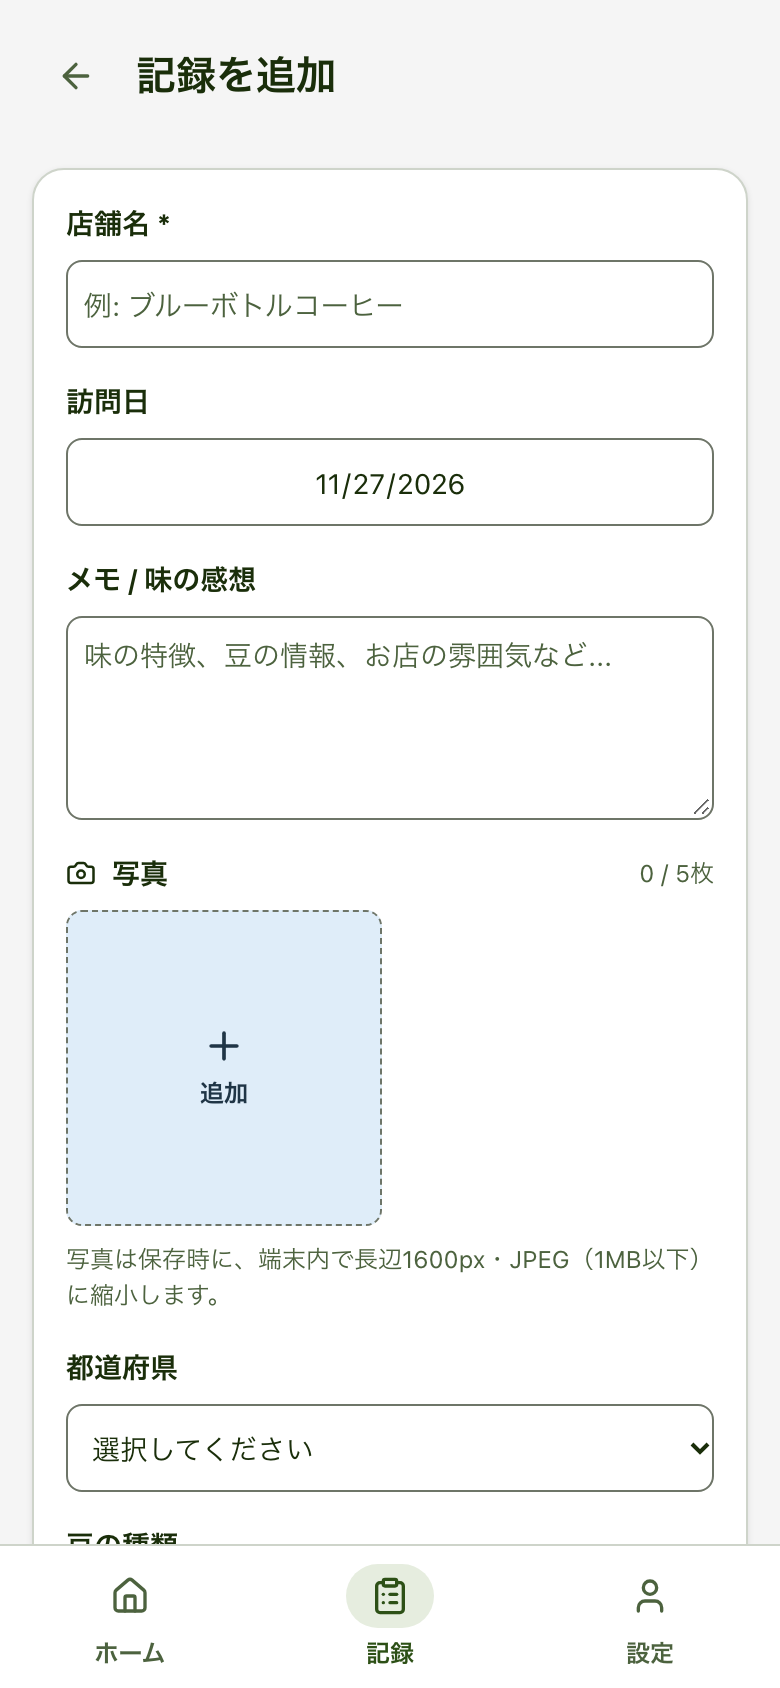 記録を追加
店舗名 *
例: ブルーボトルコーヒー
訪問日
11/27/2026
メモ / 味の感想
味の特徴、豆の情報、お店の雰囲気など...
写真
0 / 5枚
追加
写真は保存時に、端末内で長辺1600px・JPEG（1MB以下）
に縮小します。
都道府県
選択してください
豆の種類
ホーム
記録
設定